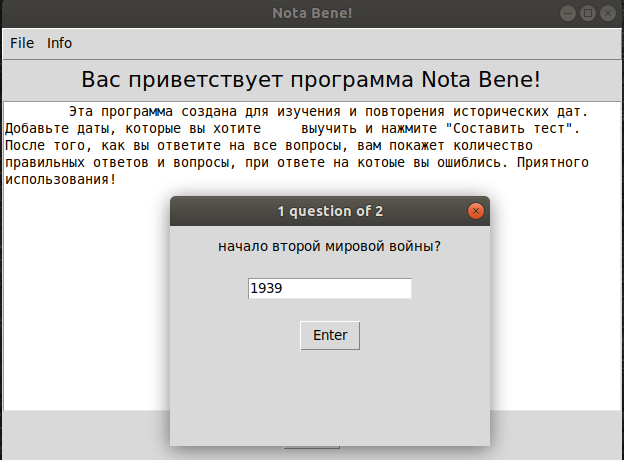 Nota Bene!
File Info
Вас приветствует программа Nota Bene!
Эта программа создана для изучения и повторения исторических дат.
Добавьте даты, которые вы хотите выучить и нажмите "Составить тест".
После того, как вы ответите на все вопросы, вам покажет количество
правильных ответов и вопросы, при ответе на котоые вы ошиблись. Приятного
использования!
1 question of 2
начало второй мировой войны?
1939
Enter